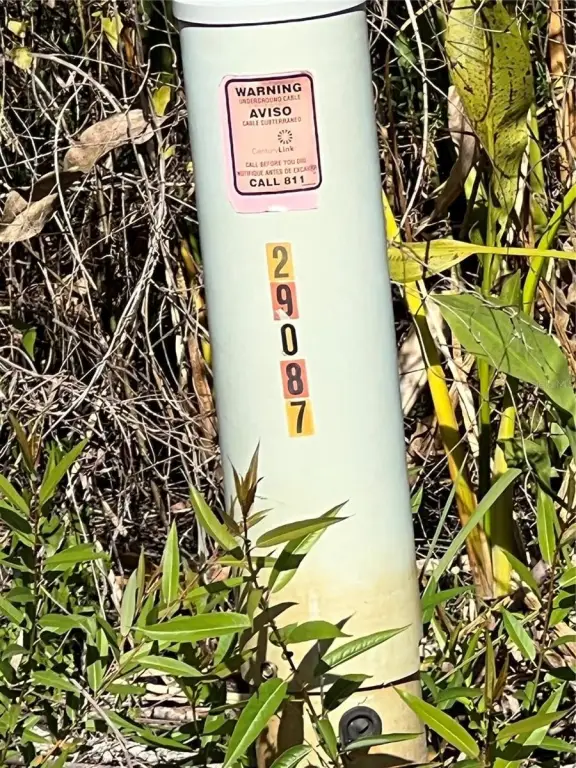 WARNING
UNDERGROUND CABLE
AVISO
CABLE SUBTERRANEO
CenturyLink
CALL BEFORE YOU DIG
NOTIFIQUE ANTES DE EXCAVAR
CALL 811
2
9
0
8
7